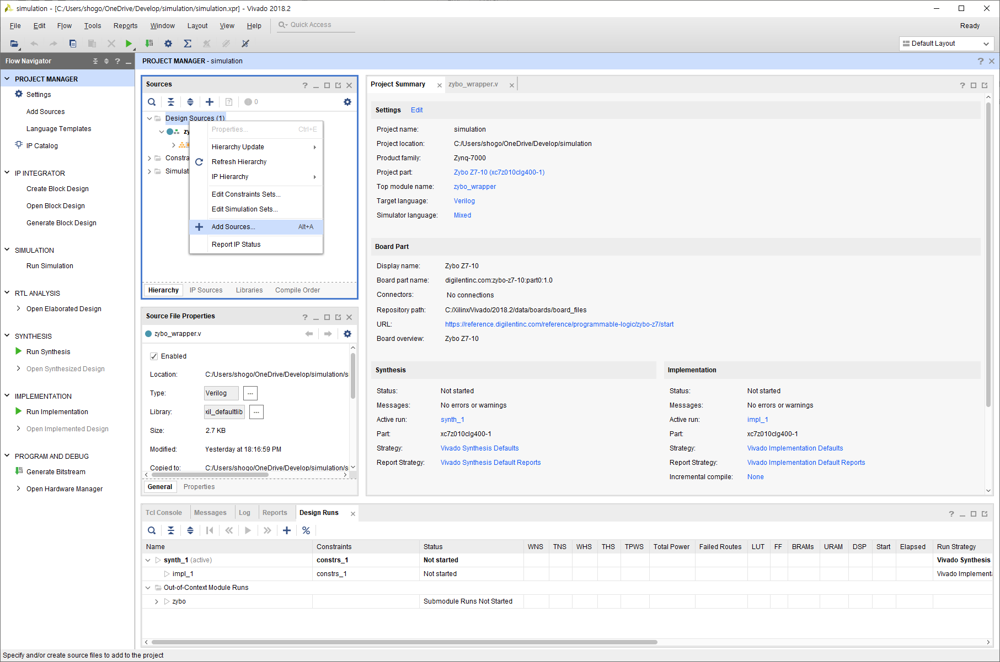 simulation - [C:/Users/shogo/OneDrive/Develop/simulation/simulation.xpr] - Vivado 2018.2
File Edit Flow Tools Reports Window Layout View Help Quick Access Ready
Default Layout
Flow Navigator
PROJECT MANAGER
Settings
Add Sources
Language Templates
IP Catalog
IP INTEGRATOR
Create Block Design
Open Block Design
Generate Block Design
SIMULATION
Run Simulation
RTL ANALYSIS
Open Elaborated Design
SYNTHESIS
Run Synthesis
Open Synthesized Design
IMPLEMENTATION
Run Implementation
Open Implemented Design
PROGRAM AND DEBUG
Generate Bitstream
Open Hardware Manager
PROJECT MANAGER - simulation
Sources
0
Design Sources (1)
zy
Constra
Simulat
Properties... Ctrl+E
Hierarchy Update
Refresh Hierarchy
IP Hierarchy
Edit Constraints Sets...
Edit Simulation Sets...
Add Sources... Alt+A
Report IP Status
Hierarchy IP Sources Libraries Compile Order
Source File Properties
zybo_wrapper.v
Enabled
Location: C:/Users/shogo/OneDrive/Develop/simulation/si
Type: Verilog ...
Library: xil_defaultlib ...
Size: 2.7 KB
Modified: Yesterday at 18:16:59 PM
Copied to: C:/Users/shogo/OneDrive/Develop/simulation/si
General Properties
Project Summary zybo_wrapper.v
Settings Edit
Project name: simulation
Project location: C:/Users/shogo/OneDrive/Develop/simulation
Product family: Zynq-7000
Project part: Zybo Z7-10 (xc7z010clg400-1)
Top module name: zybo_wrapper
Target language: Verilog
Simulator language: Mixed
Board Part
Display name: Zybo Z7-10
Board part name: digilentinc.com:zybo-z7-10:part0:1.0
Connectors: No connections
Repository path: C:/Xilinx/Vivado/2018.2/data/boards/board_files
URL: https://reference.digilentinc.com/reference/programmable-logic/zybo-z7/start
Board overview: Zybo Z7-10
Synthesis
Status: Not started
Messages: No errors or warnings
Active run: synth_1
Part: xc7z010clg400-1
Strategy: Vivado Synthesis Defaults
Report Strategy: Vivado Synthesis Default Reports
Implementation
Status: Not started
Messages: No errors or warnings
Active run: impl_1
Part: xc7z010clg400-1
Strategy: Vivado Implementation Defaults
Report Strategy: Vivado Implementation Default Reports
Incremental compile: None
Tcl Console Messages Log Reports Design Runs
Name Constraints Status WNS TNS WHS THS TPWS Total Power Failed Routes LUT FF BRAMs URAM DSP Start Elapsed Run Strategy
synth_1 (active) constrs_1 Not started Vivado Synthesis
impl_1 constrs_1 Not started Vivado Implementa
Out-of-Context Module Runs
zybo Submodule Runs Not Started
Specify and/or create source files to add to the project